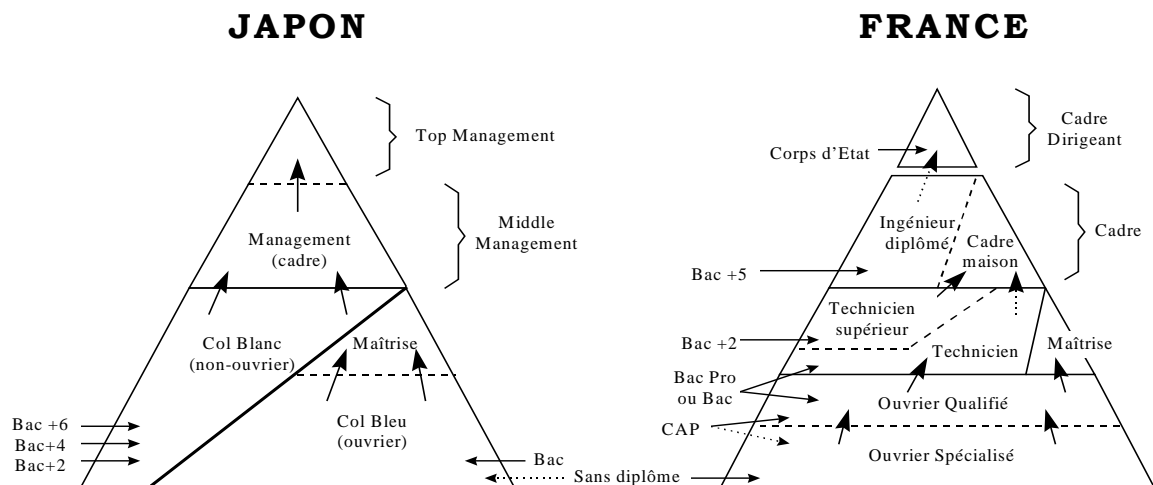 JAPON
FRANCE
Top Management
Middle
Management
Management
(cadre)
Col Blanc
(non-ouvrier)
Maîtrise
Col Bleu
(ouvrier)
Bac +6
Bac+4
Bac+2
Bac
Sans diplôme
Cadre
Dirigeant
Corps d'Etat
Ingénieur
diplômé
Cadre
maison
Cadre
Bac +5
Technicien
supérieur
Bac +2
Technicien
Maîtrise
Bac Pro
ou Bac
Ouvrier Qualifié
CAP
Ouvrier Spécialisé